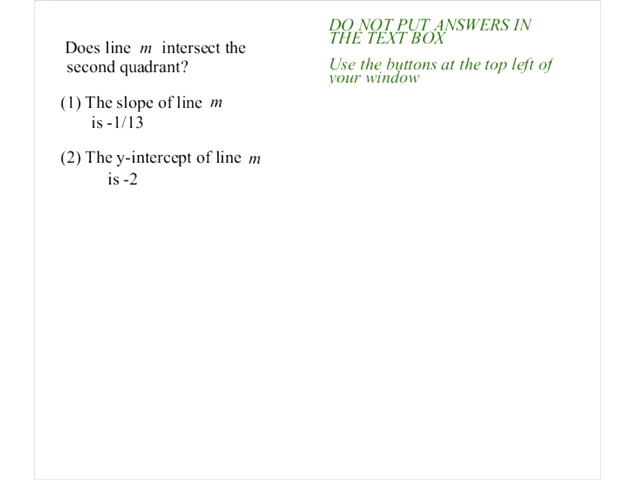 Does line m intersect the
second quadrant?
(1) The slope of line m
is -1/13
(2) The y-intercept of line m
is -2
DO NOT PUT ANSWERS IN
THE TEXT BOX
Use the buttons at the top left of
your window